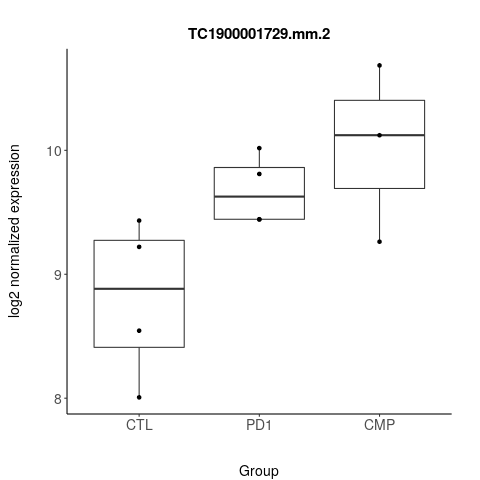 TC1900001729.mm.2
log2 normalized expression
10
9
8
CTL
PD1
CMP
Group